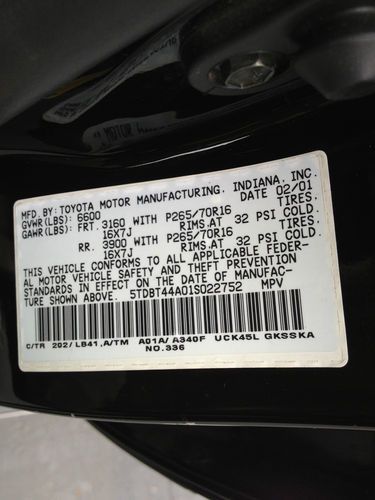 MFD. BY: TOYOTA MOTOR MANUFACTURING, INDIANA, INC.
GVWR(LBS): 6600 DATE 02/01
GAWR(LBS): FRT. 3160 WITH P265/70R16 TIRES,
16X7J RIMS.AT 32 PSI COLD.
RR. 3900 WITH P265/70R16 TIRES,
16X7J RIMS.AT 32 PSI COLD.
THIS VEHICLE CONFORMS TO ALL APPLICABLE FEDER-
AL MOTOR VEHICLE SAFETY AND THEFT PREVENTION
STANDARDS IN EFFECT ON THE DATE OF MANUFAC-
TURE SHOWN ABOVE.
5TDBT44A01S022752 MPV
C/TR 202/LB41,A/TM A01A/ A340F UCK45L GKSSKA
NO.336